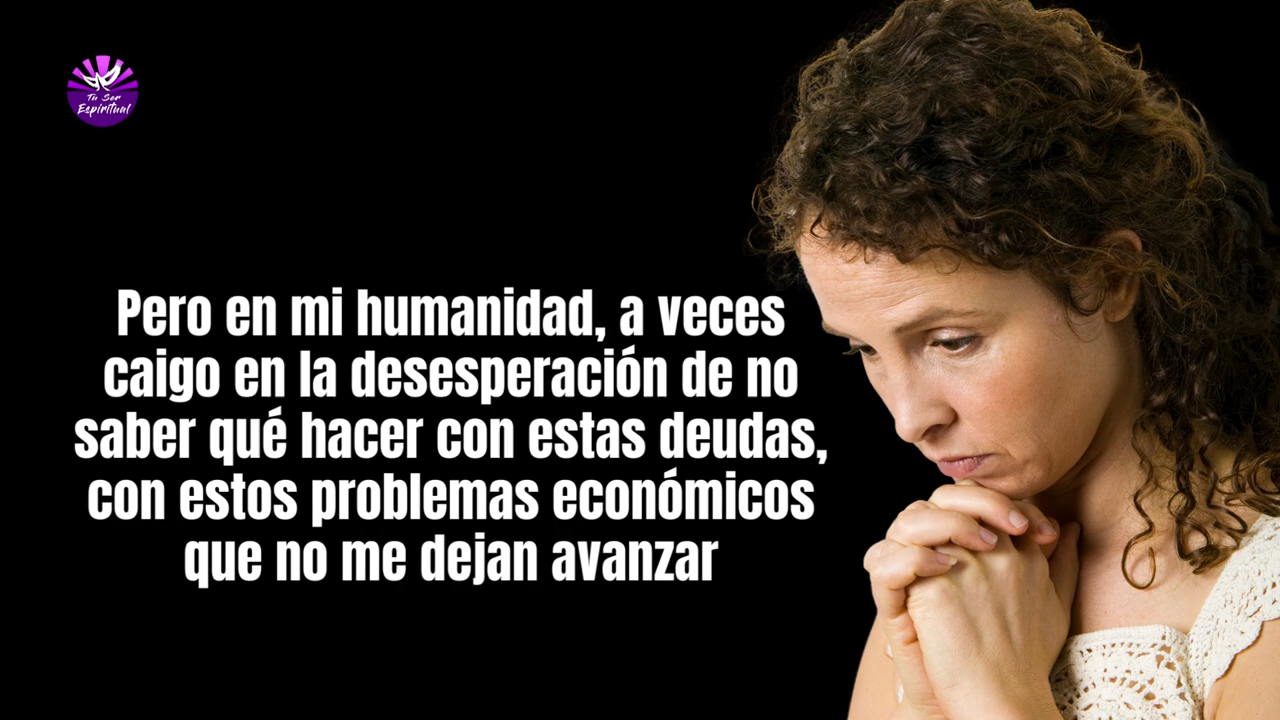 Tu Ser
Espiritual
Pero en mi humanidad, a veces
caigo en la desesperación de no
saber qué hacer con estas deudas,
con estos problemas económicos
que no me dejan avanzar